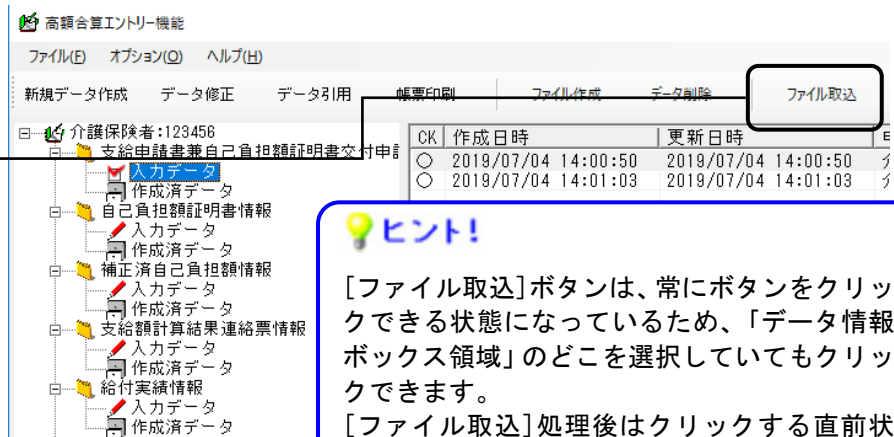 高額合算エントリー機能
ファイル(F) オプション(O) ヘルプ(H)
新規データ作成 データ修正 データ引用 帳票印刷 ファイル作成 データ削除 ファイル取込
介護保険者:123456
支給申請書兼自己負担額証明書交付申請
入力データ
作成済データ
自己負担額証明書情報
入力データ
作成済データ
補正済自己負担額情報
入力データ
作成済データ
支給額計算結果連絡票情報
入力データ
作成済データ
給付実績情報
入力データ
作成済データ
CK 作成日時 更新日時
○ 2019/07/04 14:00:50 2019/07/04 14:00:50
○ 2019/07/04 14:01:03 2019/07/04 14:01:03
ヒント!
[ファイル取込]ボタンは、常にボタンをクリッ
クできる状態になっているため、「データ情報
ボックス領域」のどこを選択していてもクリッ
クできます。
[ファイル取込]処理後はクリックする直前状